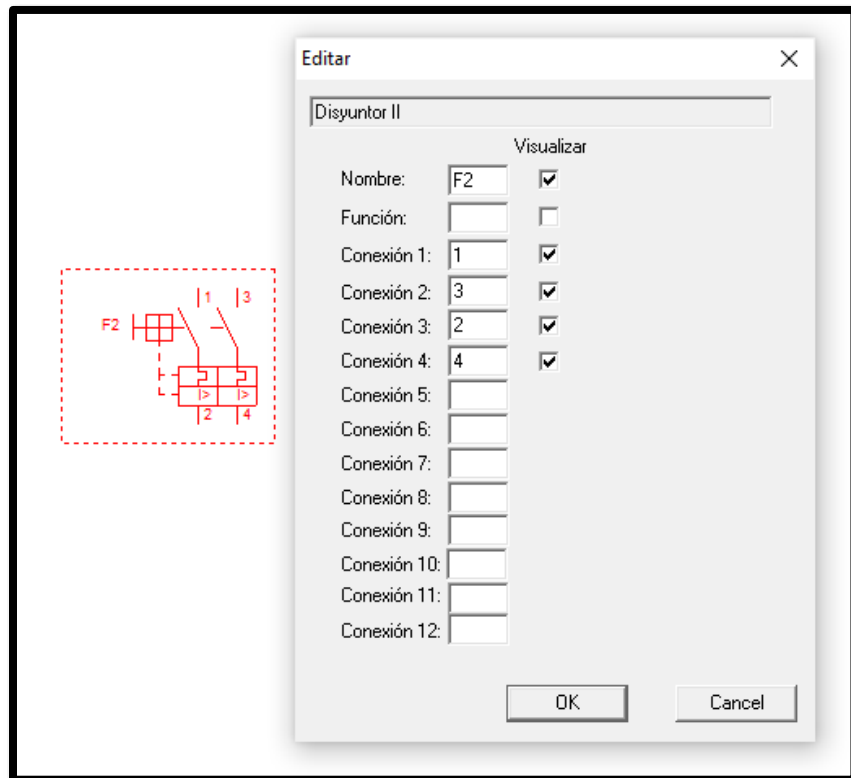 Editar
Disyuntor II
Visualizar
Nombre: F2
Función:
Conexión 1: 1
Conexión 2: 3
Conexión 3: 2
Conexión 4: 4
Conexión 5:
Conexión 6:
Conexión 7:
Conexión 8:
Conexión 9:
Conexión 10:
Conexión 11:
Conexión 12:
OK Cancel
1 3
F2
I> I>
2 4